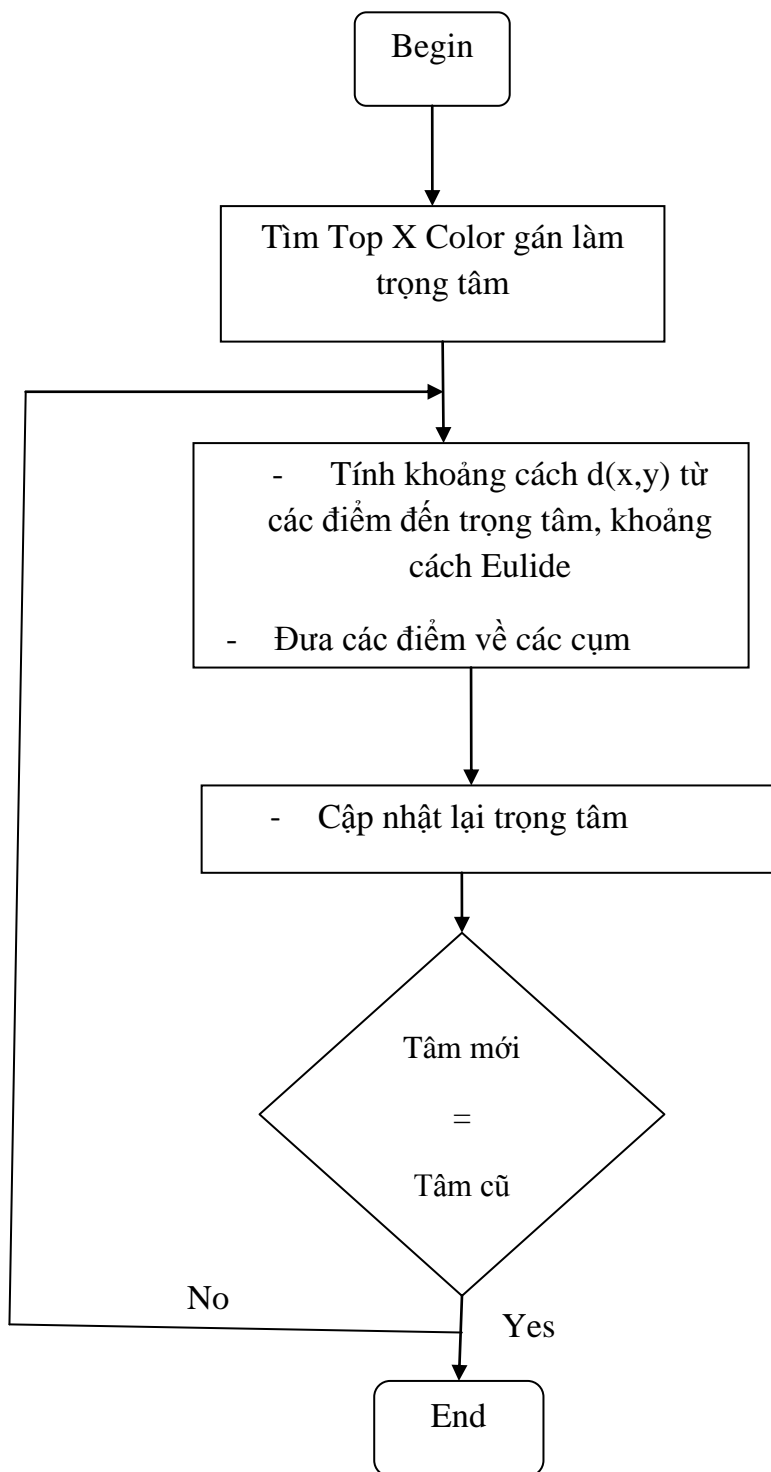 Begin
Tìm Top X Color gán làm
trọng tâm
- Tính khoảng cách d(x,y) từ
các điểm đến trọng tâm, khoảng
cách Eulide
- Đưa các điểm về các cụm
- Cập nhật lại trọng tâm
Tâm mới
=
Tâm cũ
No
Yes
End